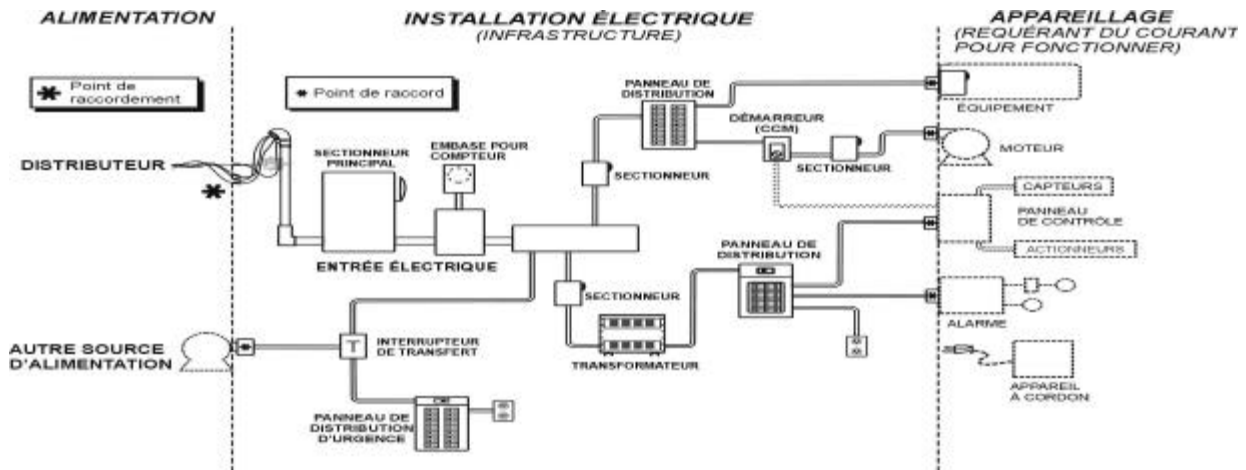 ALIMENTATION
INSTALLATION ÉLECTRIQUE
(INFRASTRUCTURE)
APPAREILLAGE
(REQUÉRANT DU COURANT
POUR FONCTIONNER)
* Point de
raccordement
* Point de raccord
PANNEAU DE
DISTRIBUTION
ÉQUIPEMENT
DÉMARREUR
(CCM)
MOTEUR
SECTIONNEUR
DISTRIBUTEUR
*
SECTIONNEUR
PRINCIPAL
EMBASE POUR
COMPTEUR
SECTIONNEUR
CAPTEURS
PANNEAU
DE CONTRÔLE
ACTIONNEURS
ENTRÉE ÉLECTRIQUE
PANNEAU DE
DISTRIBUTION
SECTIONNEUR
ALARME
AUTRE SOURCE
D'ALIMENTATION
T
INTERRUPTEUR
DE TRANSFERT
TRANSFORMATEUR
APPAREIL
À CORDON
PANNEAU DE
DISTRIBUTION
D'URGENCE